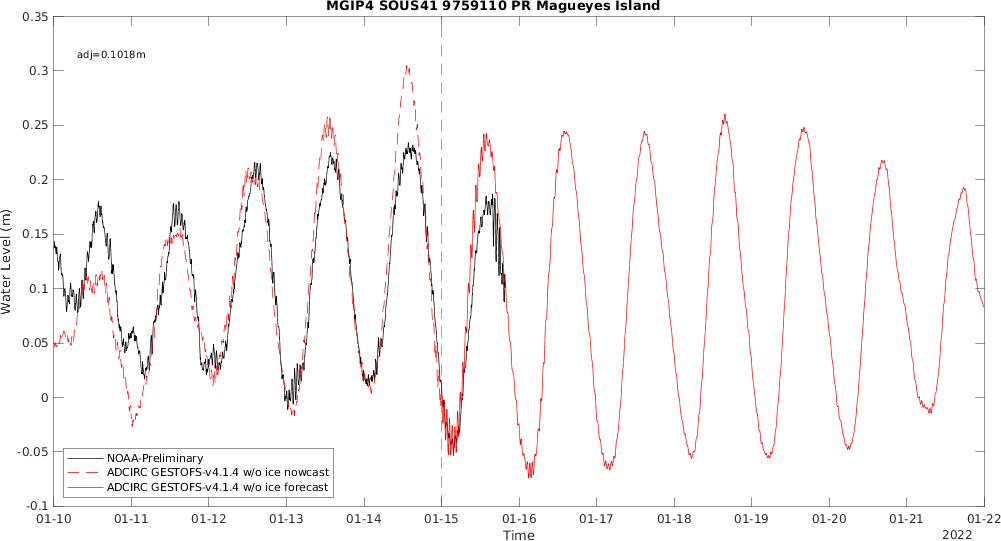 MGIP4 SOUS41 9759110 PR Magueyes Island
adj=0.1018m
0.35
0.3
0.25
0.2
0.15
0.1
0.05
0
-0.05
-0.1
Water Level (m)
NOAA-Preliminary
ADCIRC GESTOFS-v4.1.4 w/o ice nowcast
ADCIRC GESTOFS-v4.1.4 w/o ice forecast
01-10 01-11 01-12 01-13 01-14 01-15 01-16 01-17 01-18 01-19 01-20 01-21 01-22
Time
2022